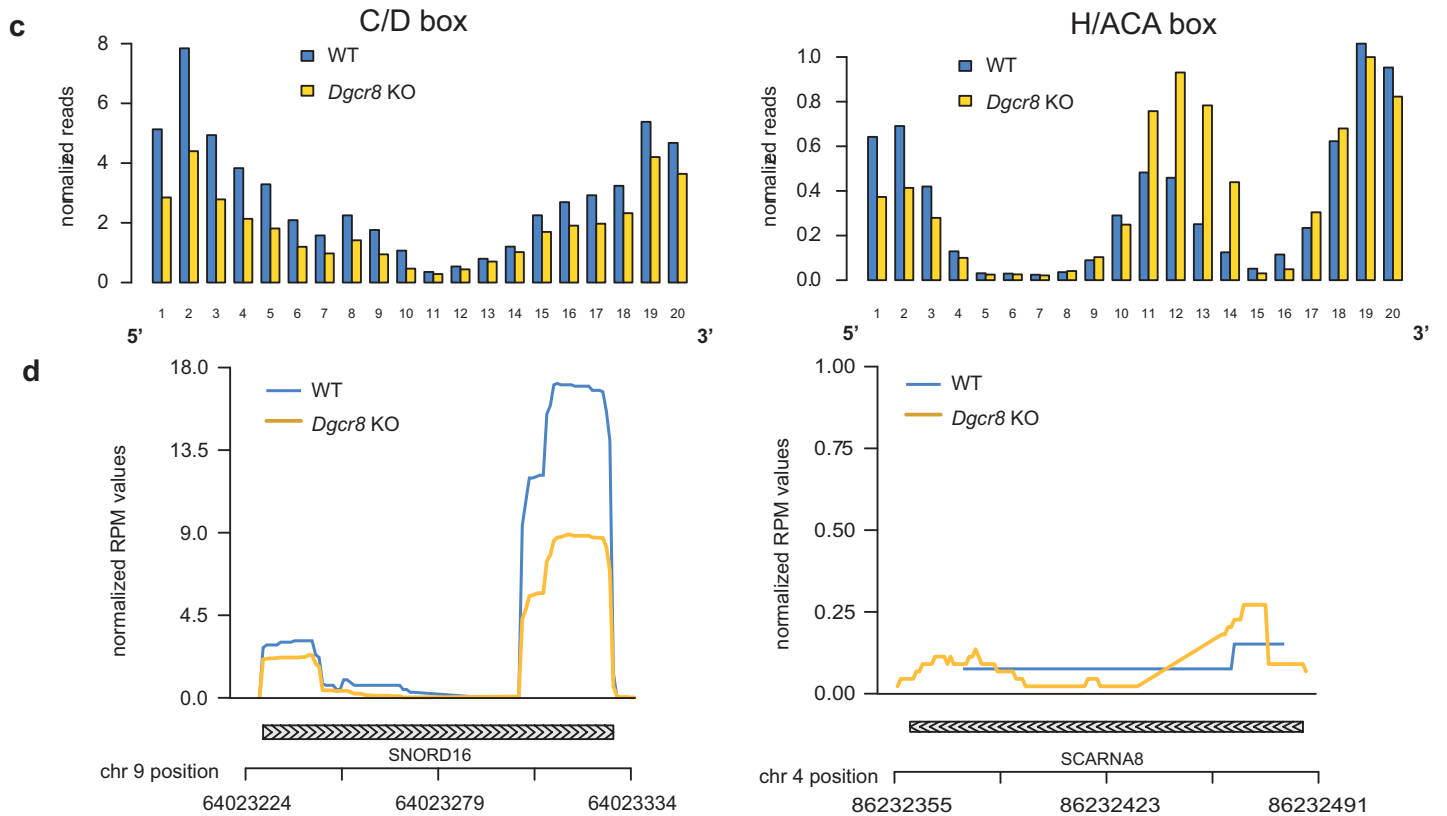 c
C/D box
WT
Dgcr8 KO
normalized reads
8
6
4
2
0
1 2 3 4 5 6 7 8 9 10 11 12 13 14 15 16 17 18 19 20
5’ 3’
H/ACA box
WT
Dgcr8 KO
normalized reads
1.0
0.8
0.6
0.4
0.2
0.0
1 2 3 4 5 6 7 8 9 10 11 12 13 14 15 16 17 18 19 20
5’ 3’
d
WT
Dgcr8 KO
normalized RPM values
18.0
13.5
9.0
4.5
0.0
SNORD16
chr 9 position
64023224 64023279 64023334
WT
Dgcr8 KO
normalized RPM values
1.00
0.75
0.50
0.25
0.00
SCARNA8
chr 4 position
86232355 86232423 86232491